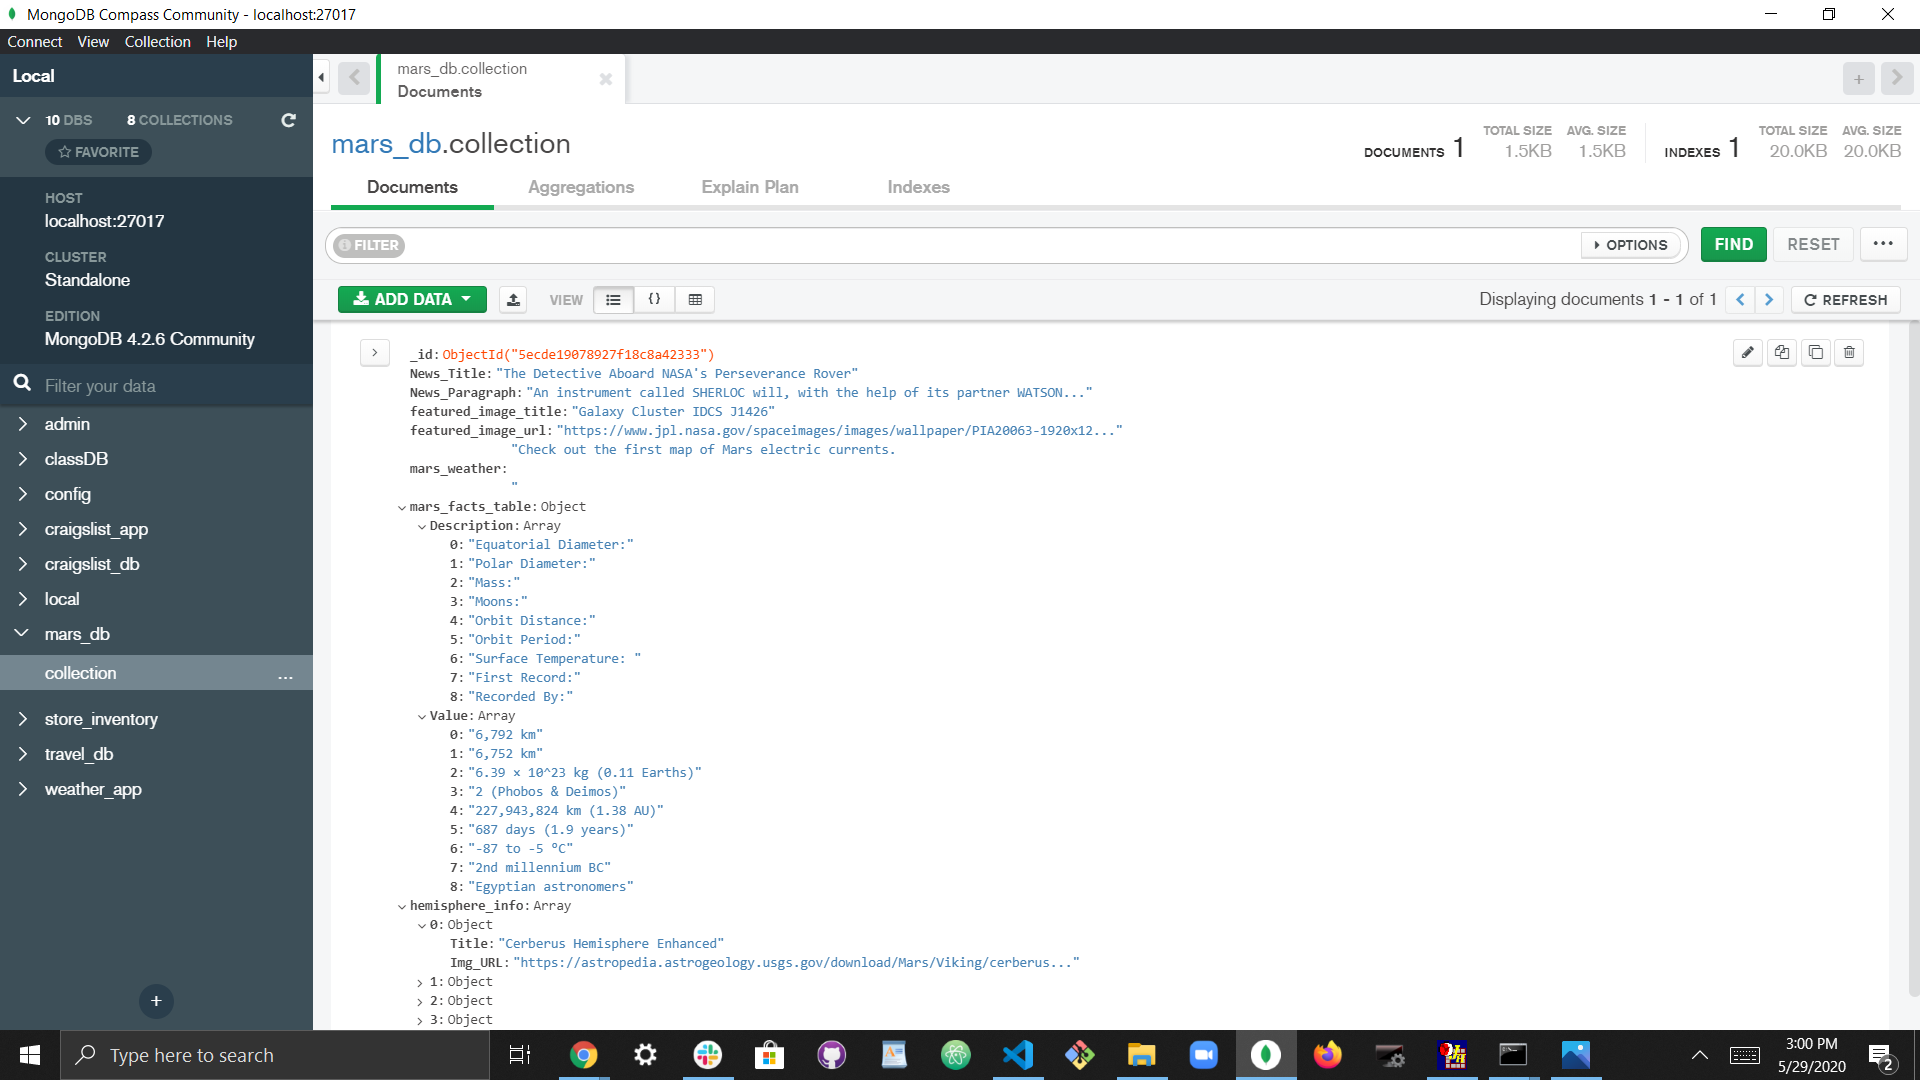 MongoDB Compass Community - localhost:27017
Connect View Collection Help
Local
10 DBS 8 COLLECTIONS
FAVORITE
HOST
localhost:27017
CLUSTER
Standalone
EDITION
MongoDB 4.2.6 Community
Filter your data
admin
classDB
config
craigslist_app
craigslist_db
local
mars_db
collection ...
store_inventory
travel_db
weather_app
+
mars_db.collection
Documents
mars_db.collection
DOCUMENTS 1 TOTAL SIZE 1.5KB AVG. SIZE 1.5KB INDEXES 1 TOTAL SIZE 20.0KB AVG. SIZE 20.0KB
Documents Aggregations Explain Plan Indexes
FILTER OPTIONS FIND RESET ...
ADD DATA VIEW {} Displaying documents 1 - 1 of 1 REFRESH
_id: ObjectId("5ecde19078927f18c8a42333")
News_Title: "The Detective Aboard NASA's Perseverance Rover"
News_Paragraph: "An instrument called SHERLOC will, with the help of its partner WATSON..."
featured_image_title: "Galaxy Cluster IDCS J1426"
featured_image_url: "https://www.jpl.nasa.gov/spaceimages/images/wallpaper/PIA20063-1920x12..."
"Check out the first map of Mars electric currents.
mars_weather:
"
mars_facts_table: Object
Description: Array
0: "Equatorial Diameter:"
1: "Polar Diameter:"
2: "Mass:"
3: "Moons:"
4: "Orbit Distance:"
5: "Orbit Period:"
6: "Surface Temperature: "
7: "First Record:"
8: "Recorded By:"
Value: Array
0: "6,792 km"
1: "6,752 km"
2: "6.39 × 10^23 kg (0.11 Earths)"
3: "2 (Phobos & Deimos)"
4: "227,943,824 km (1.38 AU)"
5: "687 days (1.9 years)"
6: "-87 to -5 °C"
7: "2nd millennium BC"
8: "Egyptian astronomers"
hemisphere_info: Array
0: Object
Title: "Cerberus Hemisphere Enhanced"
Img_URL: "https://astropedia.astrogeology.usgs.gov/download/Mars/Viking/cerberus..."
1: Object
2: Object
3: Object
Type here to search
3:00 PM
5/29/2020
2